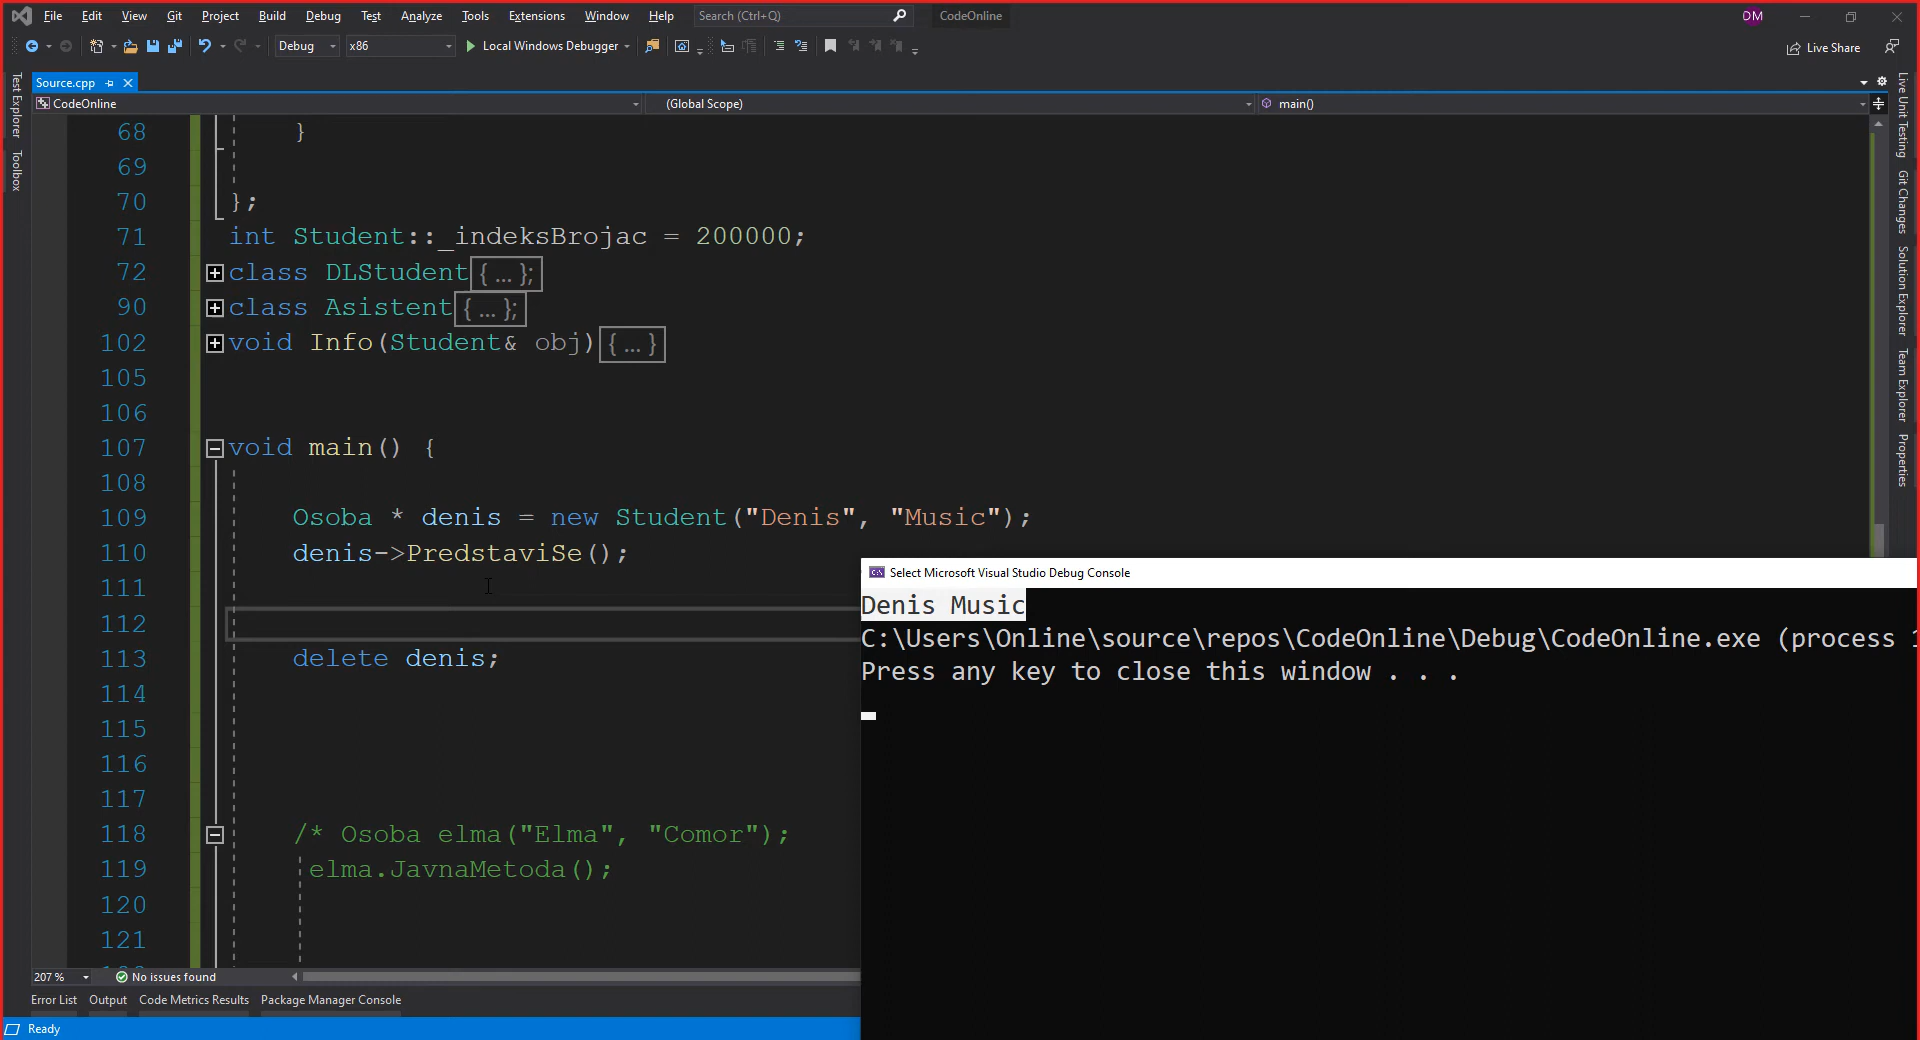 File Edit View Git Project Build Debug Test Analyze Tools Extensions Window Help Search (Ctrl+Q) CodeOnline DM
Debug x86 Local Windows Debugger Live Share
Source.cpp
CodeOnline (Global Scope) main()
Test Explorer
Toolbox
68 }
69
70 };
71 int Student::_indeksBrojac = 200000;
72 class DLStudent{ ... };
90 class Asistent{ ... };
102 void Info(Student& obj){ ... }
105
106
107 void main() {
108
109 Osoba * denis = new Student("Denis", "Music");
110 denis->PredstaviSe();
111
112
113 delete denis;
114
115
116
117
118 /* Osoba elma("Elma", "Comor");
119 elma.JavnaMetoda();
120
121
Live Unit Testing
Git Changes
Solution Explorer
Team Explorer
Properties
Select Microsoft Visual Studio Debug Console
Denis Music
C:\Users\Online\source\repos\CodeOnline\Debug\CodeOnline.exe (process
Press any key to close this window . . .
207 % No issues found
Error List Output Code Metrics Results Package Manager Console
Ready